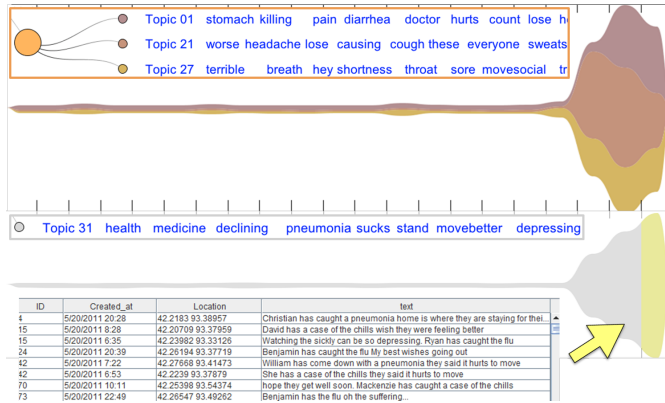 Topic 01 stomach killing pain diarrhea doctor hurts count lose
Topic 21 worse headache lose causing cough these everyone sweats
Topic 27 terrible breath hey shortness throat sore movesocial
Topic 31 health medicine declining pneumonia sucks stand movebetter depressing
ID Created_at Location text
4 5/20/2011 20:28 42.2183 93.38957 Christian has caught a pneumonia home is where they are staying for thei...
15 5/20/2011 8:28 42.20709 93.37959 David has a case of the chills wish they were feeling better
15 5/20/2011 6:35 42.23982 93.33126 Watching the sickly can be so depressing. Ryan has caught the flu
24 5/20/2011 20:39 42.26194 93.37719 Benjamin has caught the flu My best wishes going out
42 5/20/2011 7:22 42.27668 93.41473 William has come down with a pneumonia they said it hurts to move
42 5/20/2011 6:53 42.2239 93.37879 She has a case of the chills they said it hurts to move
70 5/20/2011 10:11 42.25398 93.54374 hope they get well soon. Mackenzie has caught a case of the chills
73 5/20/2011 22:49 42.26547 93.49262 Benjamin has the flu oh the suffering...